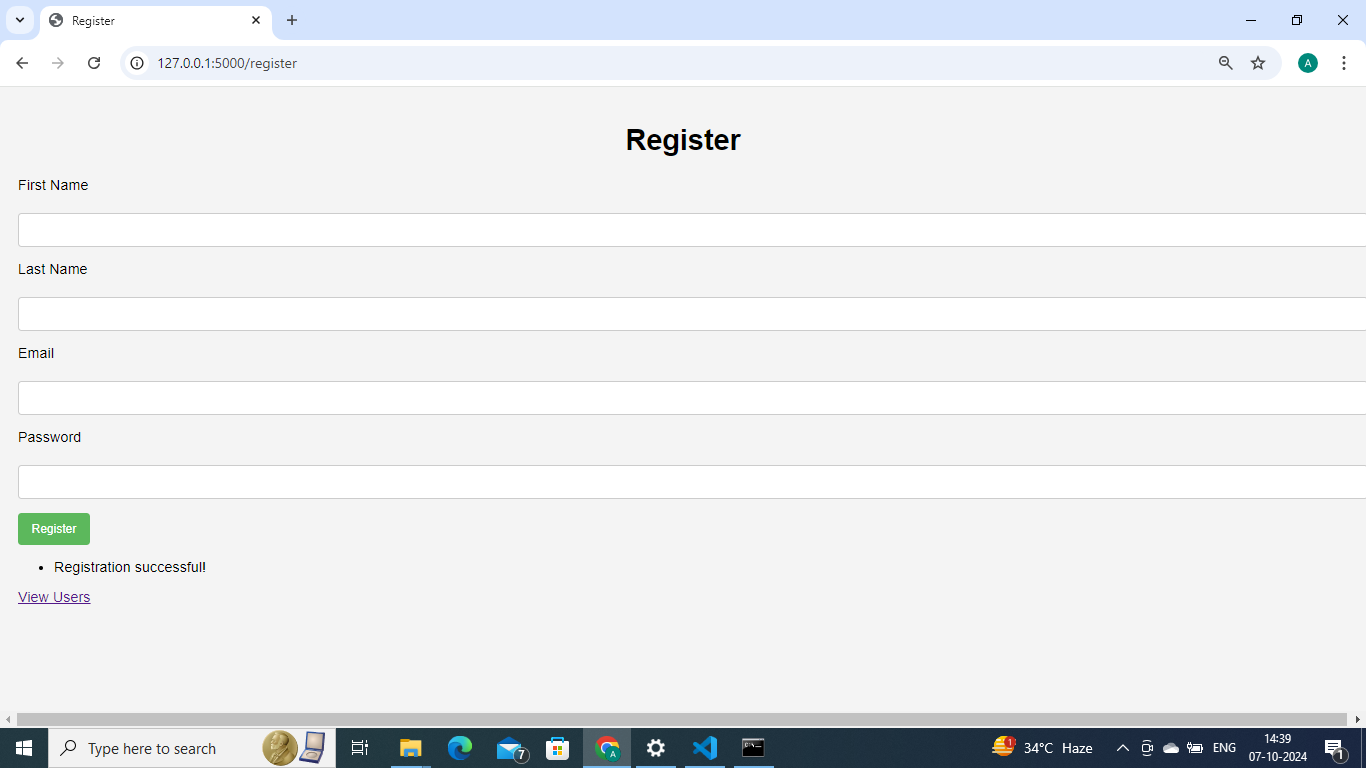 Register
127.0.0.1:5000/register
A
Register
First Name
Last Name
Email
Password
Register
Registration successful!
View Users
Type here to search
7
A
1
34°C Haze
ENG
14:39
07-10-2024
1